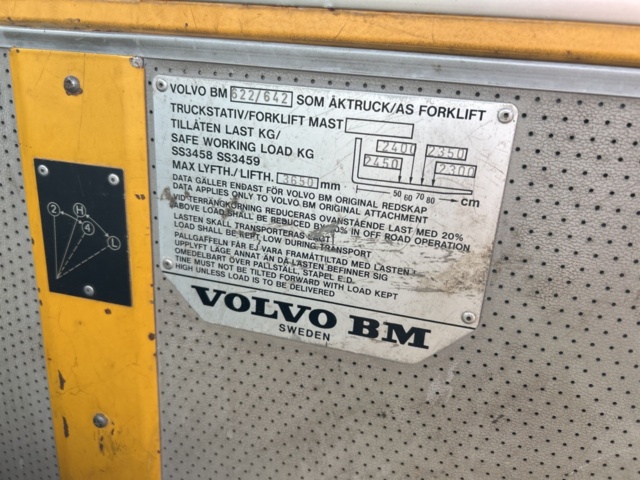 VOLVO BM 622/642 SOM ÅKTRUCK/AS FORKLIFT
TRUCKSTATIV/FORKLIFT MAST
TILLÅTEN LAST KG/
SAFE WORKING LOAD KG
SS3458 SS3459
2400 2350
2450 2300
50 60 70 80 cm
MAX LYFTH./LIFTH. 3650 mm
DATA GÄLLER ENDAST FÖR VOLVO BM ORIGINAL REDSKAP
DATA APPLIES ONLY TO VOLVO BM ORIGINAL ATTACHMENT
VID TERRÄNGKÖRNING REDUCERAS OVANSTÅENDE LAST MED 20%
ABOVE LOAD SHALL BE REDUCED BY 20% IN OFF ROAD OPERATION
LASTEN SKALL TRANSPORTERAS LÅGT
LOAD SHALL BE KEPT LOW DURING TRANSPORT
PALLGAFFELN FÅR EJ VARA FRAMÅTTILTAD MED LASTEN I
UPPLYFT LÄGE ANNAT ÄN DÅ LASTEN BEFINNER SIG
OMEDELBART ÖVER PALLSTÄLL, STAPEL E.D.
TINE MUST NOT BE TILTED FORWARD WITH LOAD KEPT
HIGH UNLESS LOAD IS TO BE DELIVERED
VOLVO BM
SWEDEN
2 H
4
L